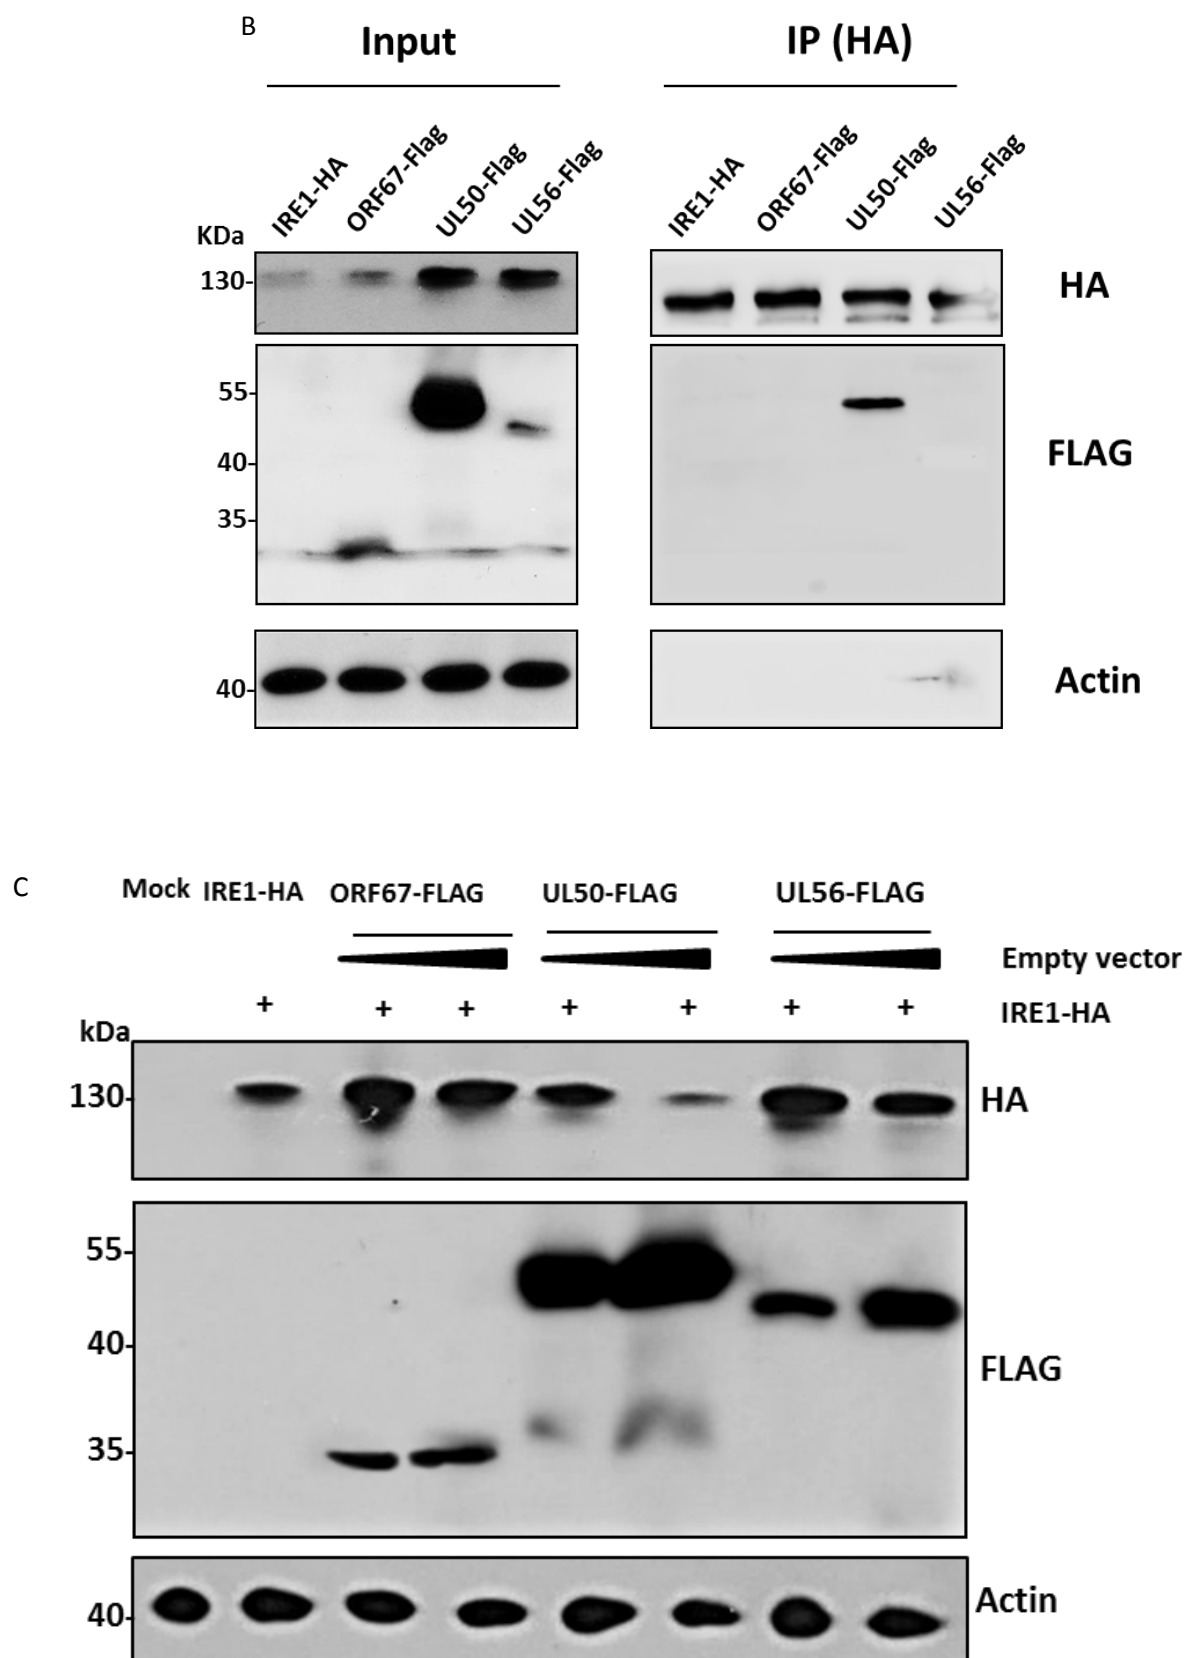 B
Input
IP (HA)
IRE1-HA
ORF67-Flag
UL50-Flag
UL56-Flag
IRE1-HA
ORF67-Flag
UL50-Flag
UL56-Flag
KDa
130-
HA
55-
40-
35-
FLAG
40-
Actin
C
Mock IRE1-HA ORF67-FLAG UL50-FLAG UL56-FLAG
Empty vector
+ + + + + + + IRE1-HA
kDa
130-
HA
55-
40-
35-
FLAG
40-
Actin